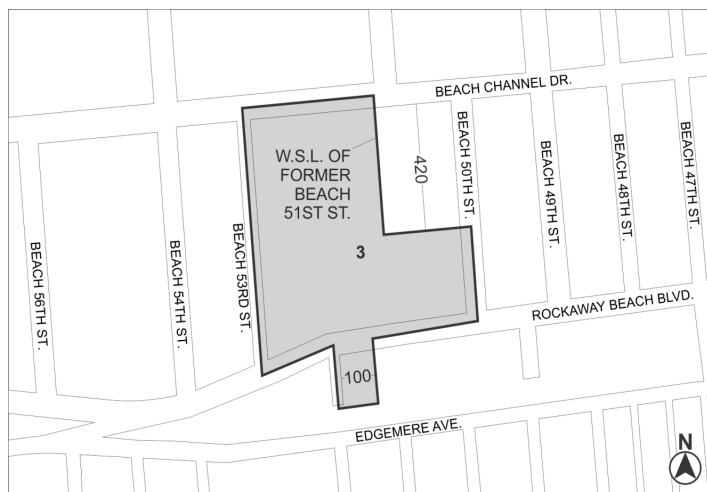 BEACH CHANNEL DR.
W.S.L. OF
FORMER
BEACH
51ST ST.
420
BEACH 50TH ST.
BEACH 49TH ST.
BEACH 48TH ST.
BEACH 47TH ST.
BEACH 56TH ST.
BEACH 54TH ST.
BEACH 53RD ST.
3
ROCKAWAY BEACH BLVD.
100
EDGEMERE AVE.
N